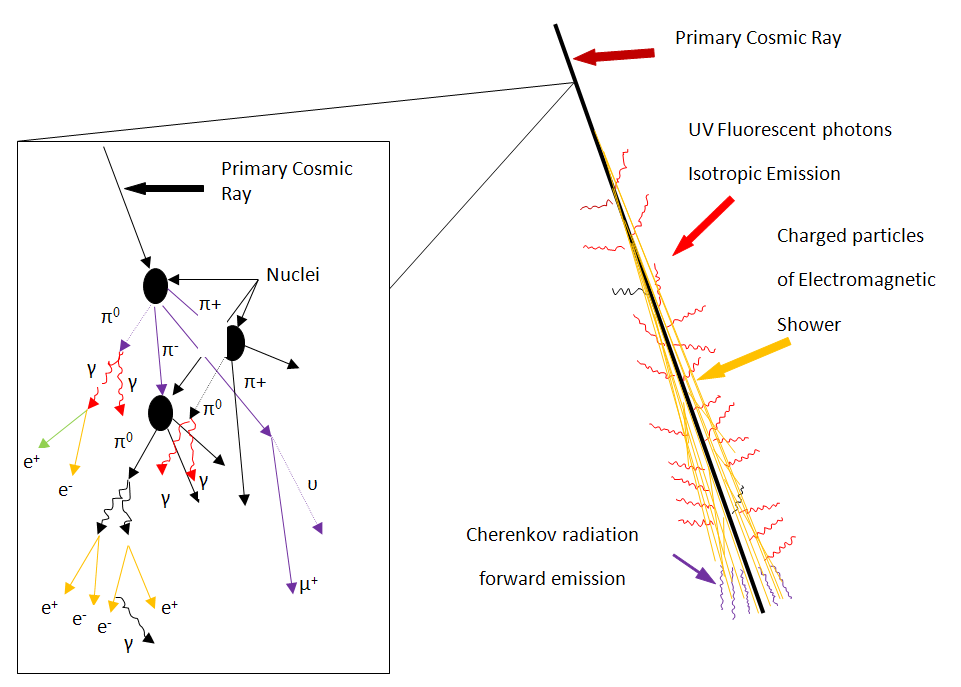 Primary Cosmic Ray
UV Fluorescent photons
Isotropic Emission
Charged particles
of Electromagnetic
Shower
Cherenkov radiation
forward emission
Primary Cosmic
Ray
Nuclei
π+
π⁰
π-
γ
γ
π+
π⁰
π⁰
e⁺
e⁻
γ
γ
υ
μ⁺
e⁺
e⁻
e⁻
e⁺
γ